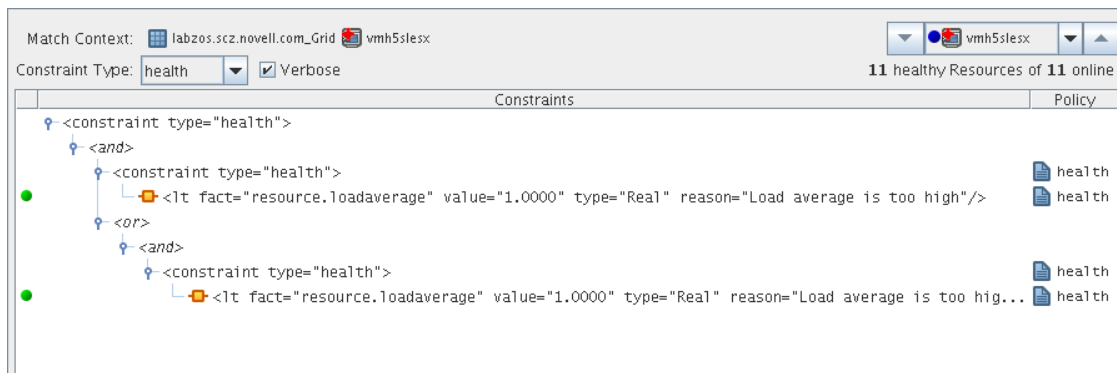 Match Context: labzos.scz.novell.com_Grid vmh5slesx vmh5slesx
Constraint Type: health Verbose 11 healthy Resources of 11 online
Constraints Policy
<constraint type="health">
<and>
<constraint type="health"> health
<lt fact="resource.loadaverage" value="1.0000" type="Real" reason="Load average is too high"/> health
<or>
<and>
<constraint type="health"> health
<lt fact="resource.loadaverage" value="1.0000" type="Real" reason="Load average is too hig... health